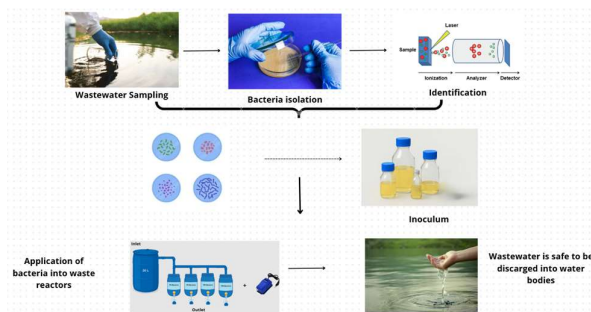 Laser
Sample
Ionization
Analyzer
Detector
Wastewater Sampling
Bacteria isolation
Identification
Inoculum
Application of
bacteria into waste
reactors
Inlet
Outlet
Wastewater is safe to be
discarged into water
bodies